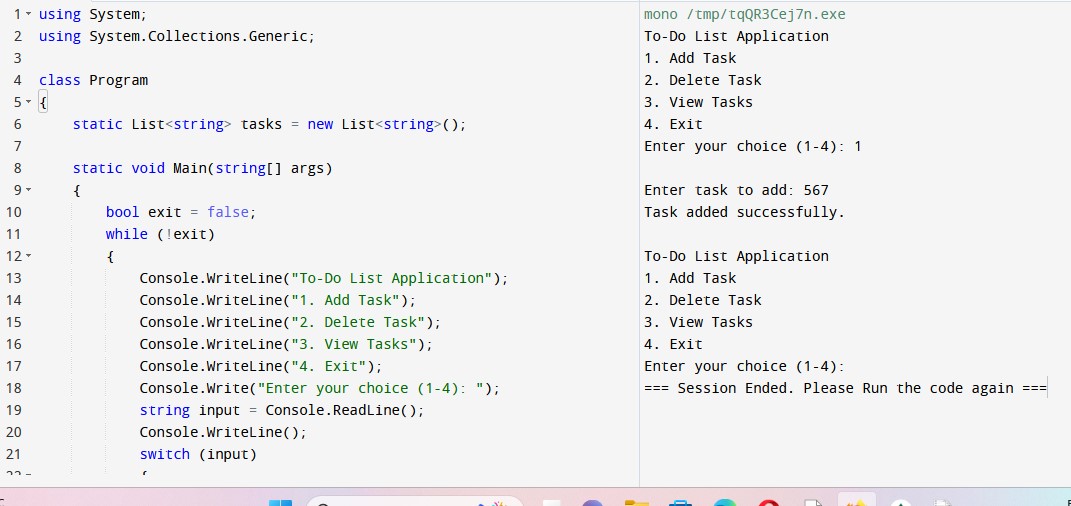 1 using System;
2 using System.Collections.Generic;
3
4 class Program
5 {
6 static List<string> tasks = new List<string>();
7
8 static void Main(string[] args)
9 {
10 bool exit = false;
11 while (!exit)
12 {
13 Console.WriteLine("To-Do List Application");
14 Console.WriteLine("1. Add Task");
15 Console.WriteLine("2. Delete Task");
16 Console.WriteLine("3. View Tasks");
17 Console.WriteLine("4. Exit");
18 Console.Write("Enter your choice (1-4): ");
19 string input = Console.ReadLine();
20 Console.WriteLine();
21 switch (input)
mono /tmp/tqQR3Cej7n.exe
To-Do List Application
1. Add Task
2. Delete Task
3. View Tasks
4. Exit
Enter your choice (1-4): 1
Enter task to add: 567
Task added successfully.
To-Do List Application
1. Add Task
2. Delete Task
3. View Tasks
4. Exit
Enter your choice (1-4):
=== Session Ended. Please Run the code again ===